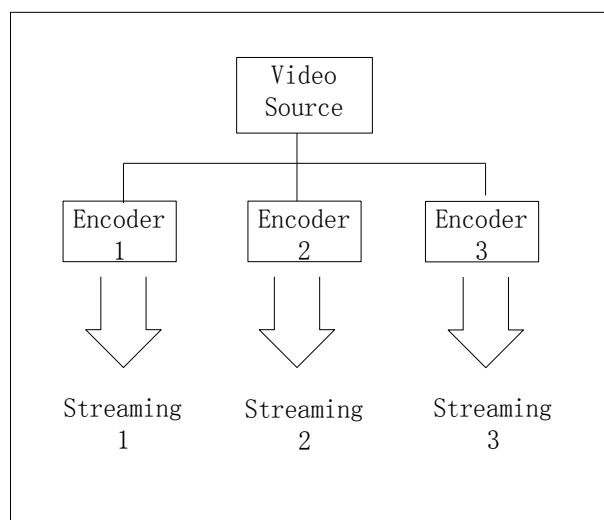 Video
Source
Encoder
1
Encoder
2
Encoder
3
Streaming
1
Streaming
2
Streaming
3